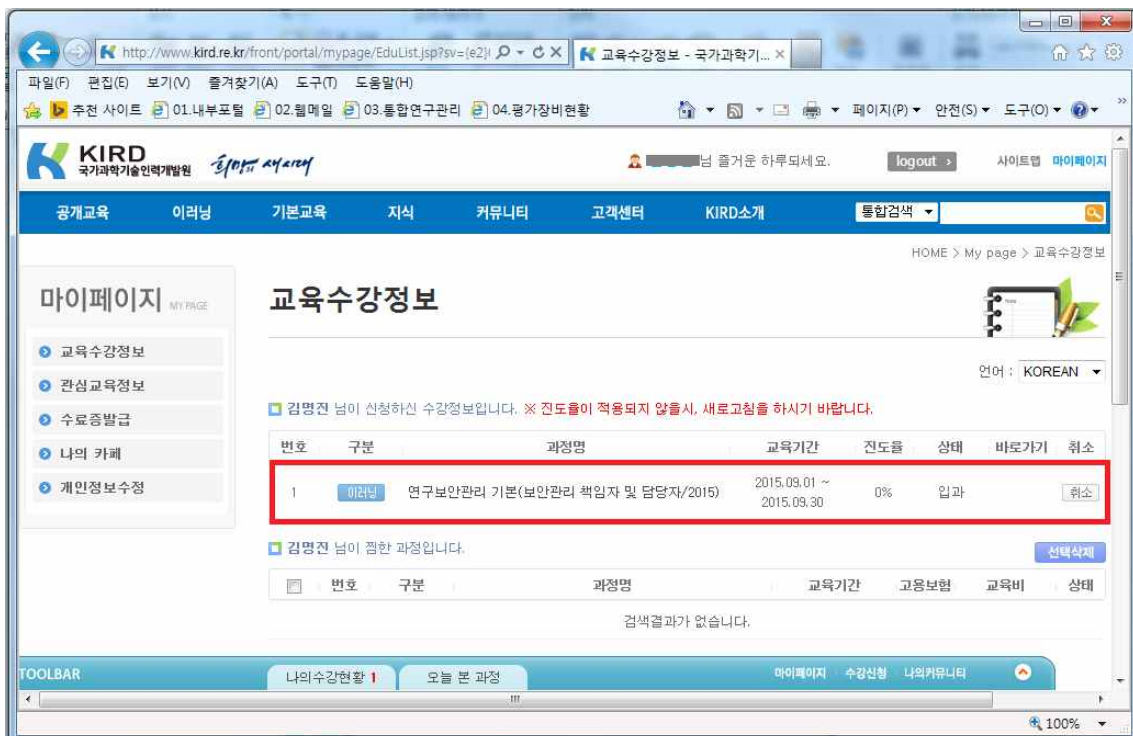 http://www.kird.re.kr/front/portal/mypage/EduList.jsp?sv={e2}(
교육수강정보 - 국가과학기... ×
파일(F) 편집(E) 보기(V) 즐겨찾기(A) 도구(T) 도움말(H)
추천 사이트 01.내부포털 02.웹메일 03.통합연구관리 04.평가장비현황 페이지(P) 안전(S) 도구(O)
KIRD
국가과학기술인력개발원
희망의 새시대
님 즐거운 하루되세요. logout › 사이트맵 마이페이지
공개교육 이러닝 기본교육 지식 커뮤니티 고객센터 KIRD소개 통합검색
HOME > My page > 교육수강정보
마이페이지 MY PAGE
교육수강정보
관심교육정보
수료증발급
나의 카페
개인정보수정
교육수강정보
언어 : KOREAN
김명진 님이 신청하신 수강정보입니다. ※ 진도율이 적용되지 않을시, 새로고침을 하시기 바랍니다.
번호 구분 과정명 교육기간 진도율 상태 바로가기 취소
1 이러닝 연구보안관리 기본(보안관리 책임자 및 담당자/2015) 2015.09.01 ~ 0% 입과 취소
2015.09.30
김명진 님이 찜한 과정입니다. 선택삭제
번호 구분 과정명 교육기간 고용보험 교육비 상태
검색결과가 없습니다.
TOOLBAR 나의수강현황 1 오늘 본 과정 마이페이지 수강신청 나의커뮤니티
100%